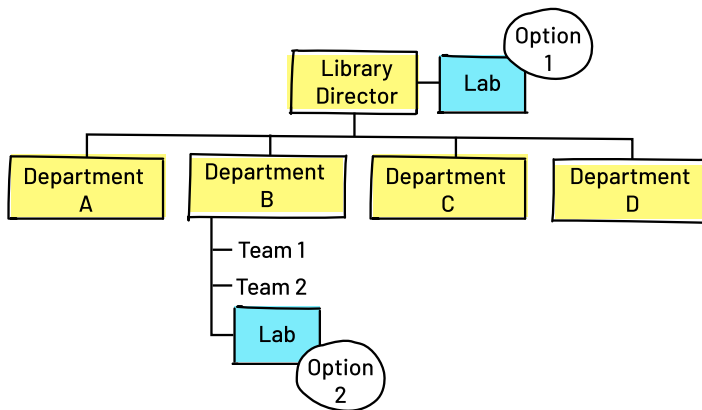 Option
1
Library
Director
Lab
Department
A
Department
B
Department
C
Department
D
Team 1
Team 2
Lab
Option
2